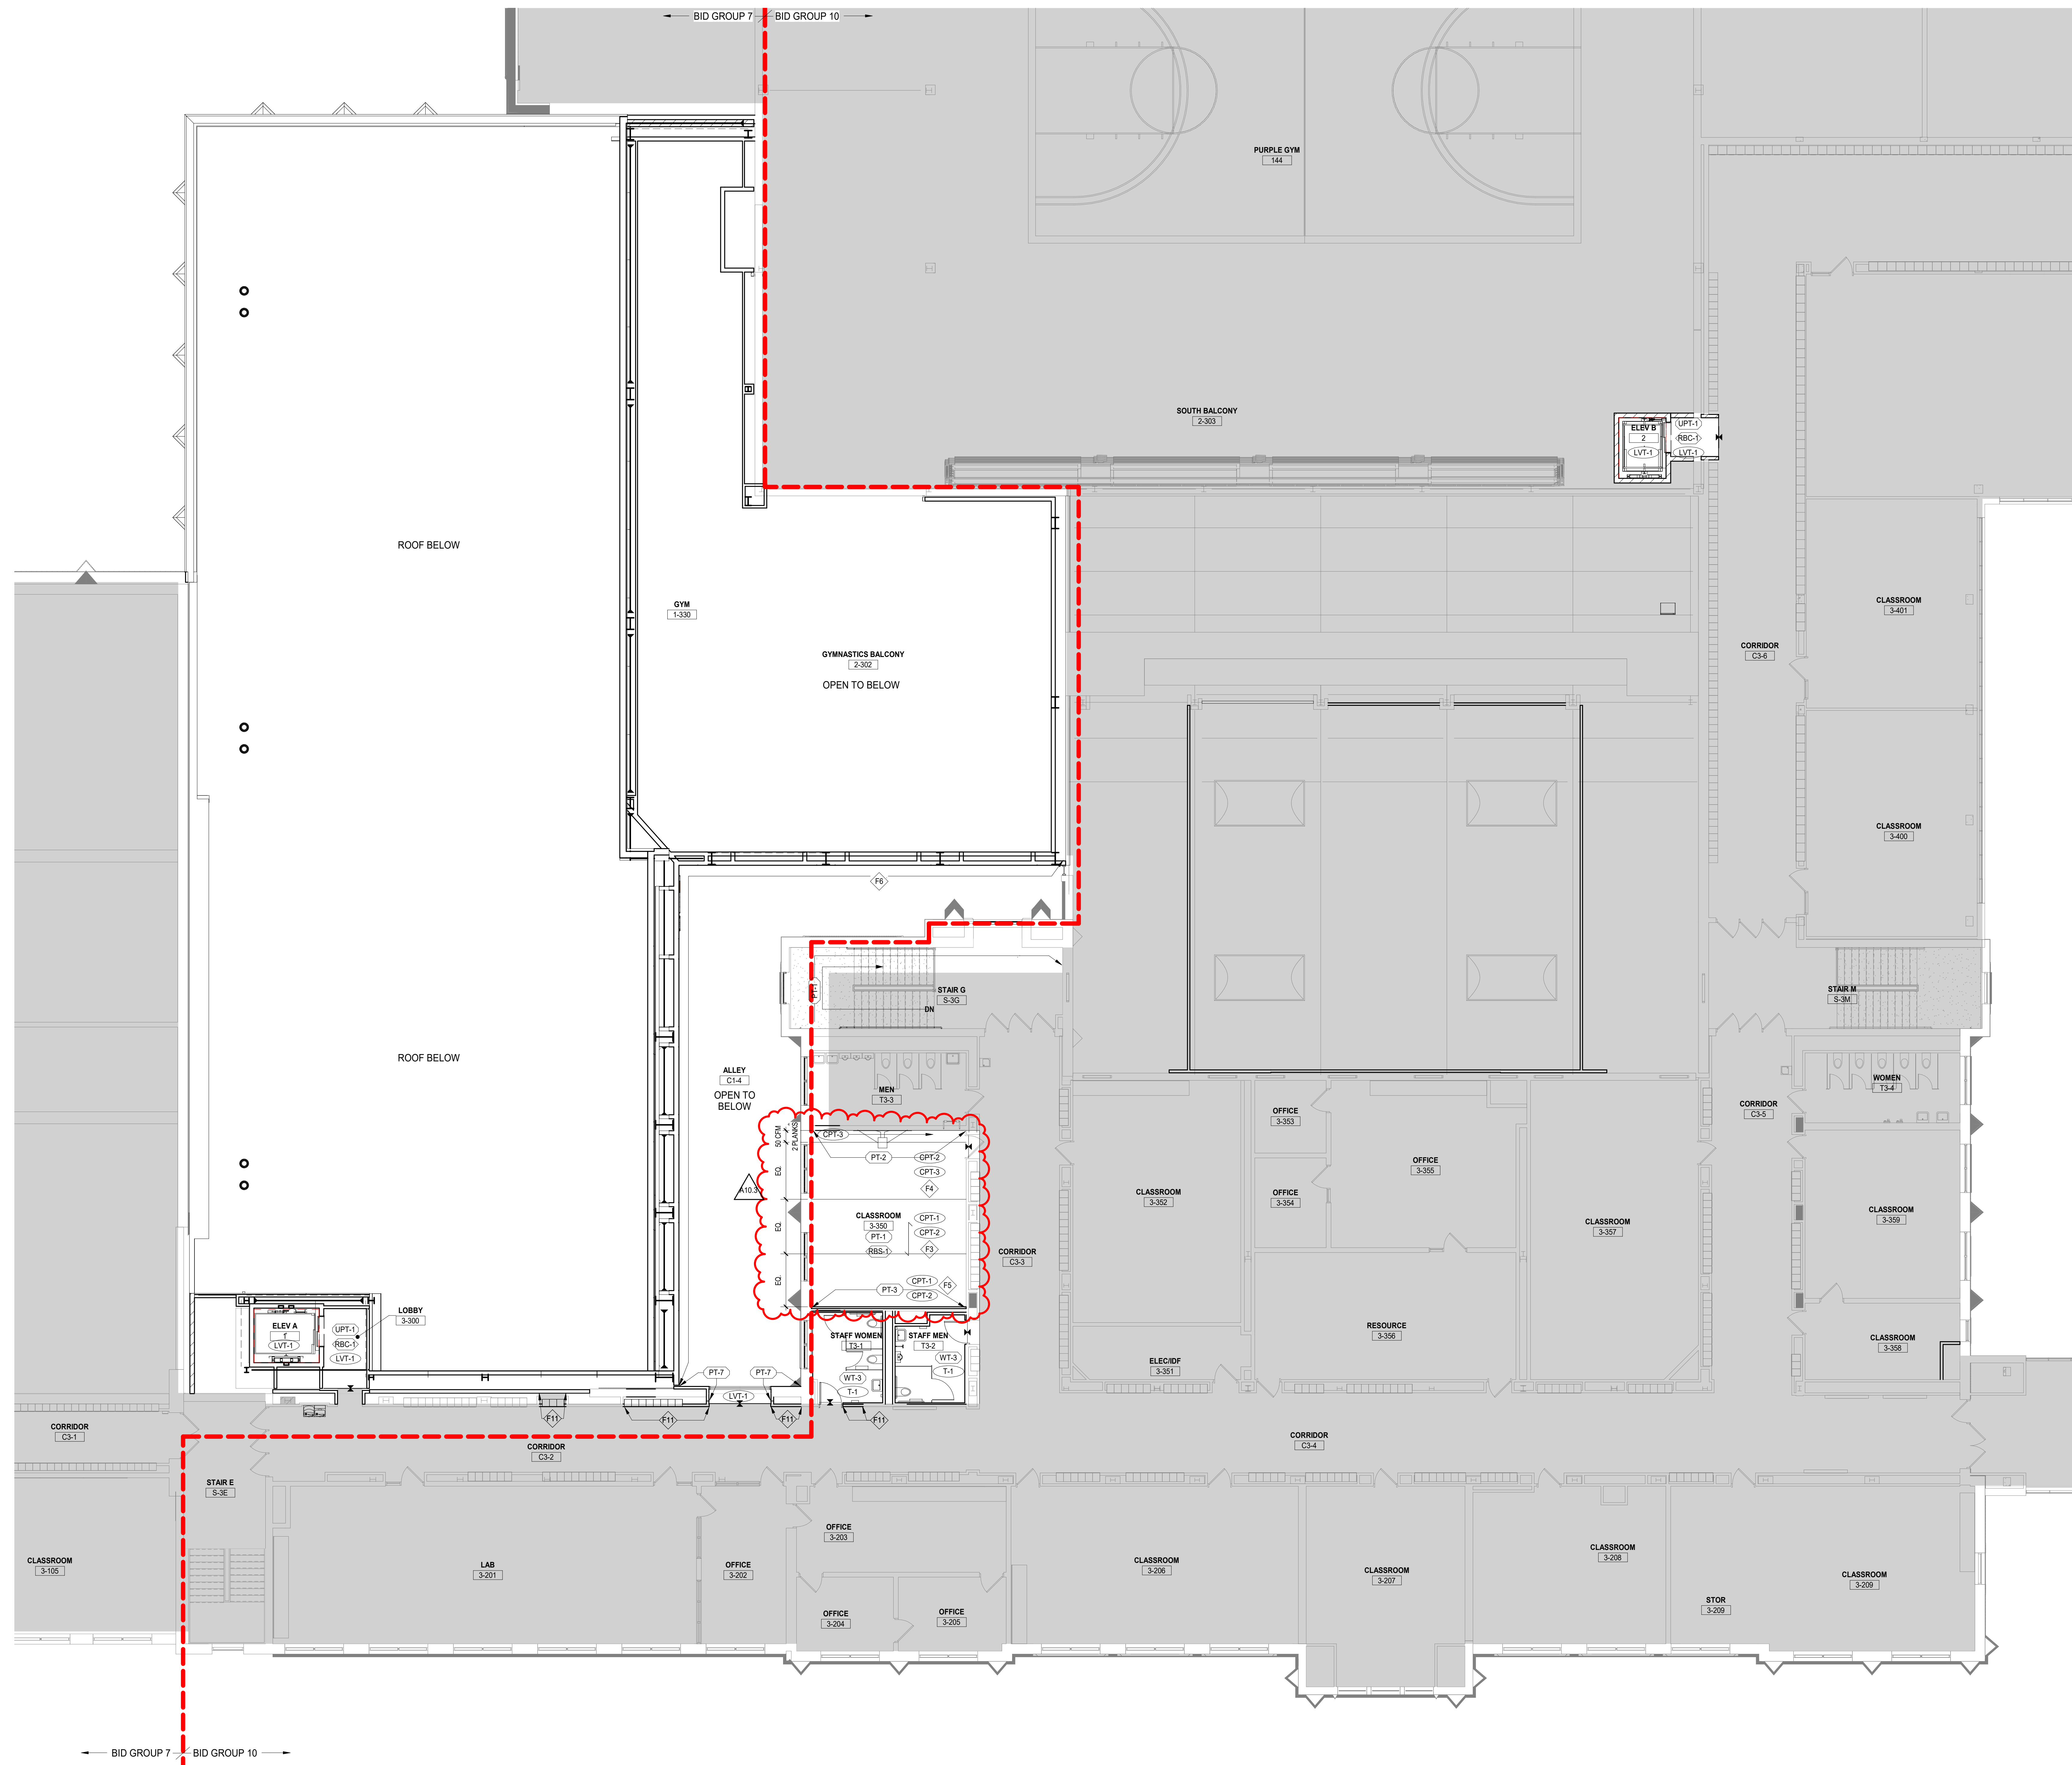 BID GROUP 7 BID GROUP 10
PURPLE GYM
144
SOUTH BALCONY
2-303
ELEV B
2
LVT-1
UPT-1
RBC-1
LVT-1
ROOF BELOW
GYM
1-330
GYMNASTICS BALCONY
2-302
OPEN TO BELOW
CLASSROOM
3-401
CORRIDOR
C3-6
CLASSROOM
3-400
F6
PT-1
STAIR G
S-3G
DN
STAIR M
S-3M
ROOF BELOW
ALLEY
C1-4
OPEN TO
BELOW
MEN
T3-3
WOMEN
T3-4
OFFICE
3-353
CORRIDOR
C3-5
50 CFM
2 PLANKS
CPT-3
PT-2
CPT-2
CPT-3
F4
EQ.
A10.3
OFFICE
3-355
CLASSROOM
3-352
OFFICE
3-354
CLASSROOM
3-350
PT-1
RBS-1
CPT-1
CPT-2
F3
EQ.
CLASSROOM
3-359
CLASSROOM
3-357
CORRIDOR
C3-3
EQ.
PT-3
CPT-1
CPT-2
F5
LOBBY
3-300
ELEV A
1
LVT-1
UPT-1
RBC-1
LVT-1
STAFF WOMEN
T3-1
WT-3
T-1
STAFF MEN
T3-2
WT-3
T-1
RESOURCE
3-356
CLASSROOM
3-358
ELEC/IDF
3-351
PT-7
PT-7
LVT-1
F11
F11
F11
F11
CORRIDOR
C3-1
CORRIDOR
C3-2
CORRIDOR
C3-4
STAIR E
S-3E
OFFICE
3-203
CLASSROOM
3-105
LAB
3-201
OFFICE
3-202
CLASSROOM
3-206
CLASSROOM
3-207
CLASSROOM
3-208
CLASSROOM
3-209
STOR
3-209
OFFICE
3-204
OFFICE
3-205
BID GROUP 7 BID GROUP 10